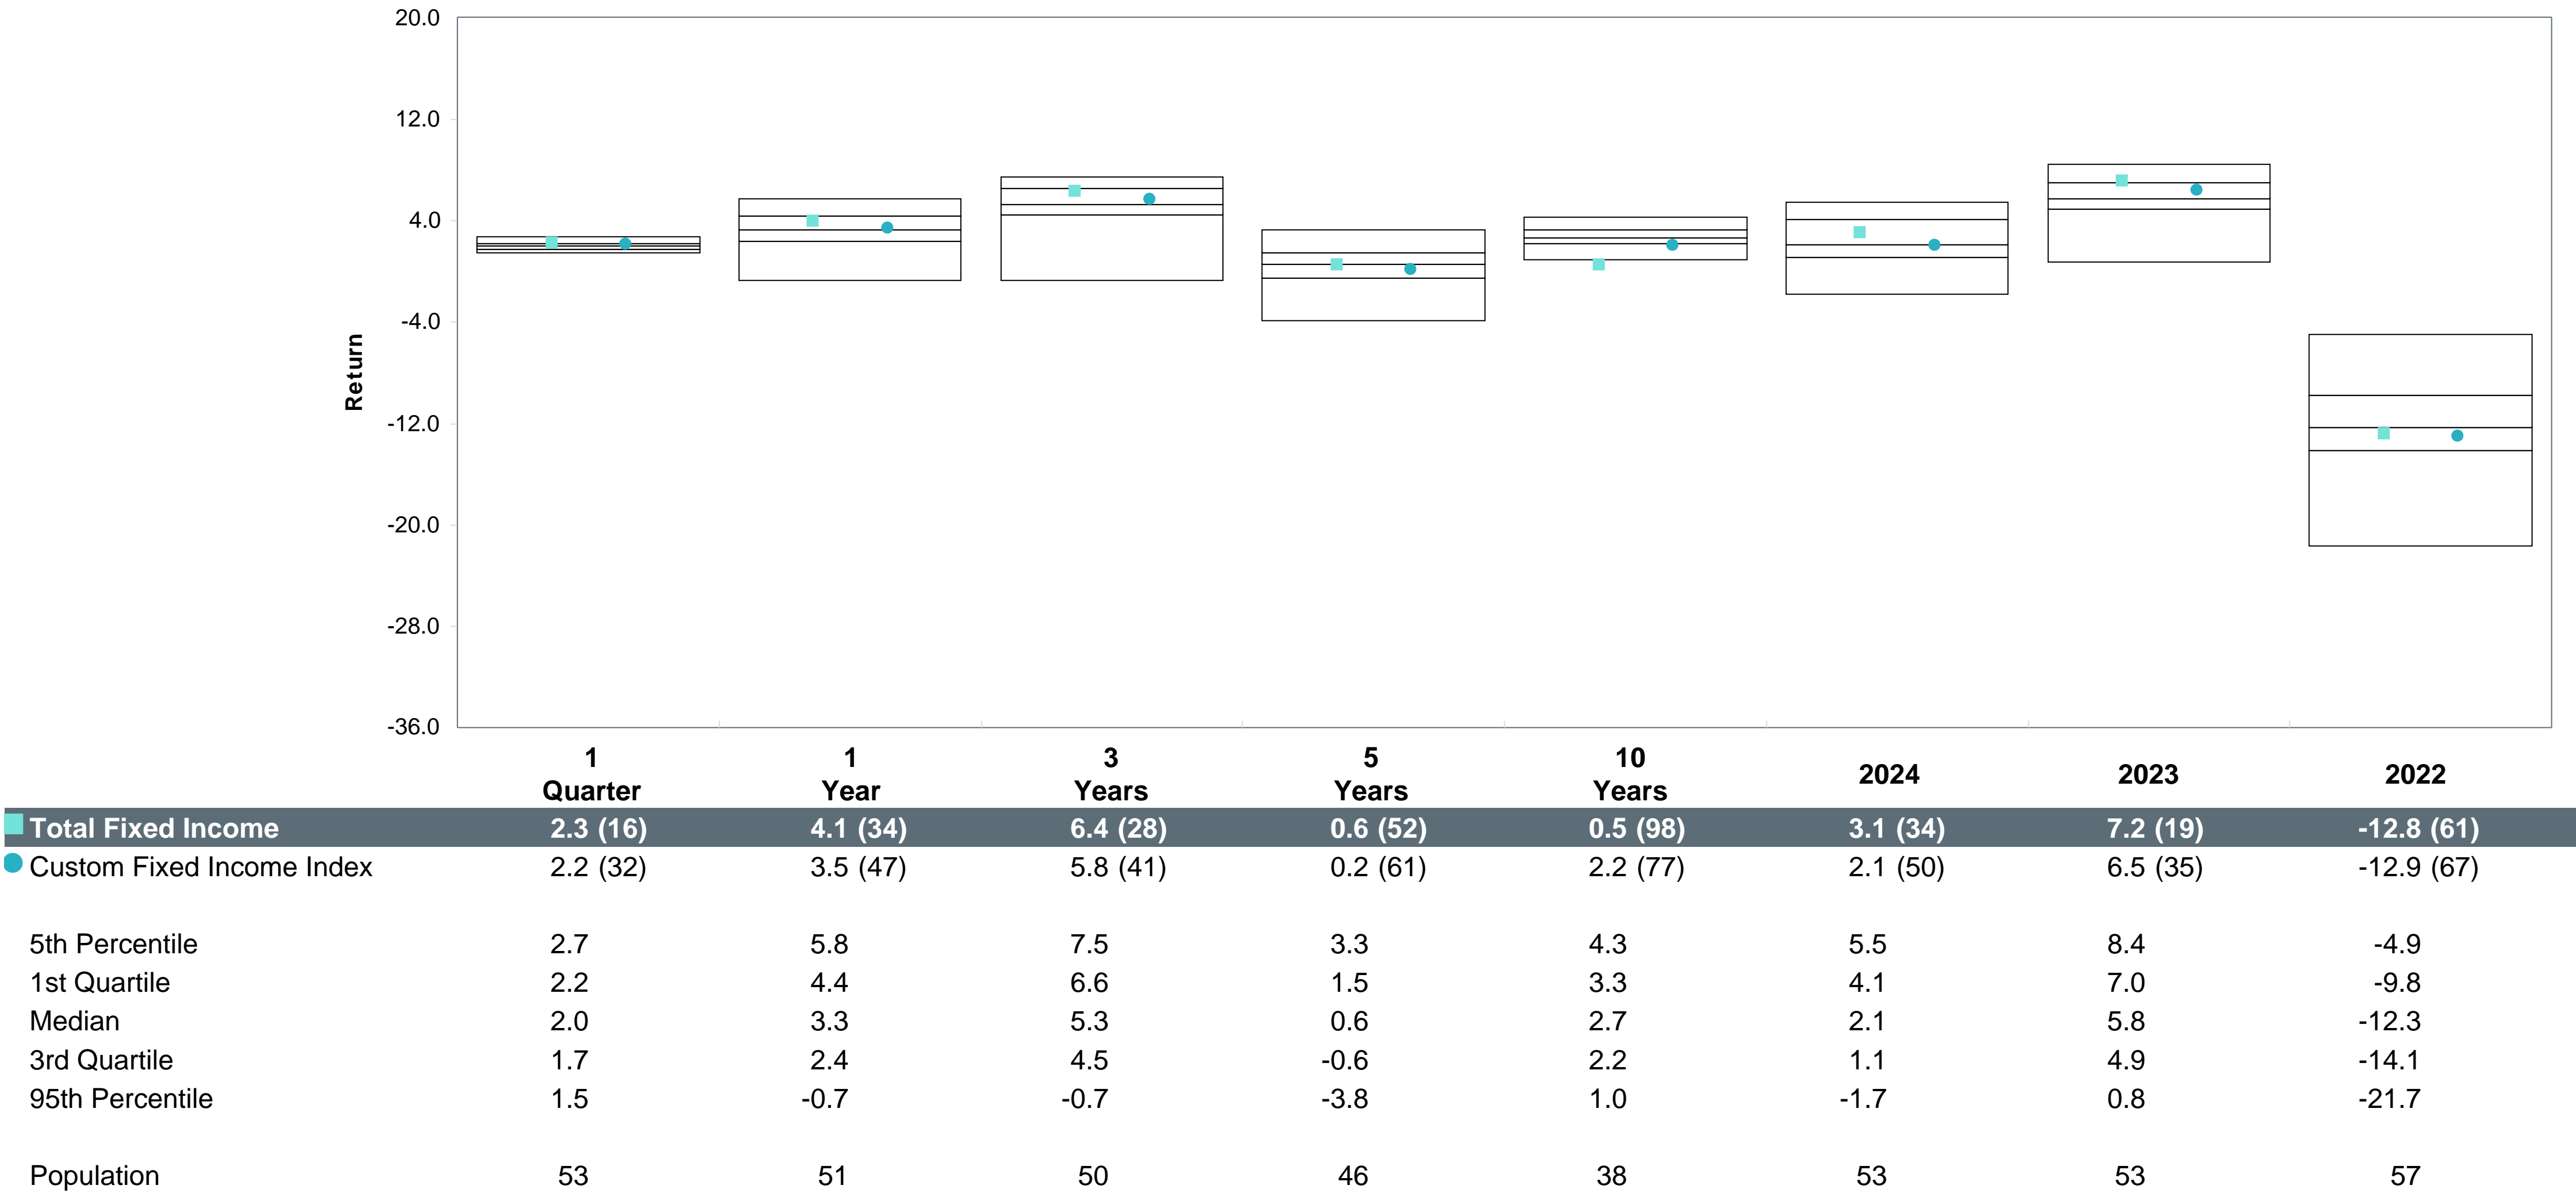 20.0
12.0
4.0
-4.0
-12.0
-20.0
-28.0
-36.0
Return
1 Quarter 1 Year 3 Years 5 Years 10 Years 2024 2023 2022
Total Fixed Income 2.3 (16) 4.1 (34) 6.4 (28) 0.6 (52) 0.5 (98) 3.1 (34) 7.2 (19) -12.8 (61)
Custom Fixed Income Index 2.2 (32) 3.5 (47) 5.8 (41) 0.2 (61) 2.2 (77) 2.1 (50) 6.5 (35) -12.9 (67)
5th Percentile 2.7 5.8 7.5 3.3 4.3 5.5 8.4 -4.9
1st Quartile 2.2 4.4 6.6 1.5 3.3 4.1 7.0 -9.8
Median 2.0 3.3 5.3 0.6 2.7 2.1 5.8 -12.3
3rd Quartile 1.7 2.4 4.5 -0.6 2.2 1.1 4.9 -14.1
95th Percentile 1.5 -0.7 -0.7 -3.8 1.0 -1.7 0.8 -21.7
Population 53 51 50 46 38 53 53 57